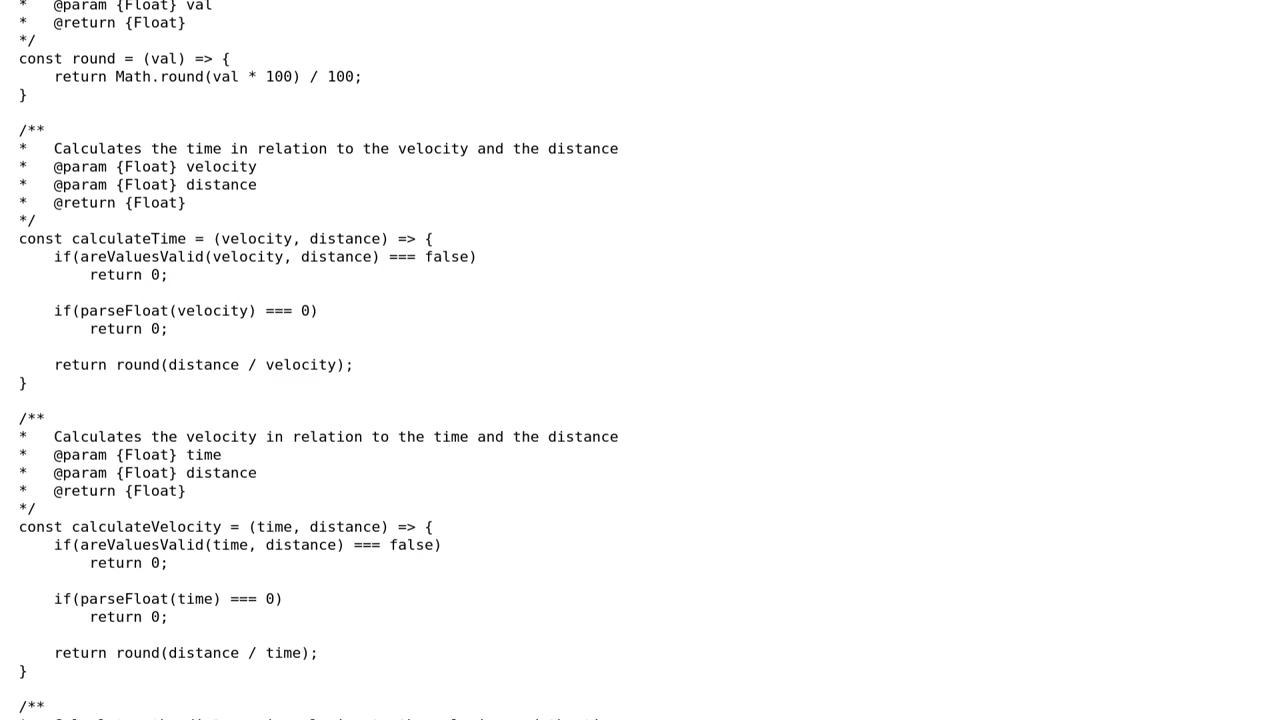 *   @param {Float} val
*   @return {Float}
*/
const round = (val) => {
    return Math.round(val * 100) / 100;
}

/**
*   Calculates the time in relation to the velocity and the distance
*   @param {Float} velocity
*   @param {Float} distance
*   @return {Float}
*/
const calculateTime = (velocity, distance) => {
    if(areValuesValid(velocity, distance) === false)
        return 0;

    if(parseFloat(velocity) === 0)
        return 0;

    return round(distance / velocity);
}

/**
*   Calculates the velocity in relation to the time and the distance
*   @param {Float} time
*   @param {Float} distance
*   @return {Float}
*/
const calculateVelocity = (time, distance) => {
    if(areValuesValid(time, distance) === false)
        return 0;

    if(parseFloat(time) === 0)
        return 0;

    return round(distance / time);
}

/**